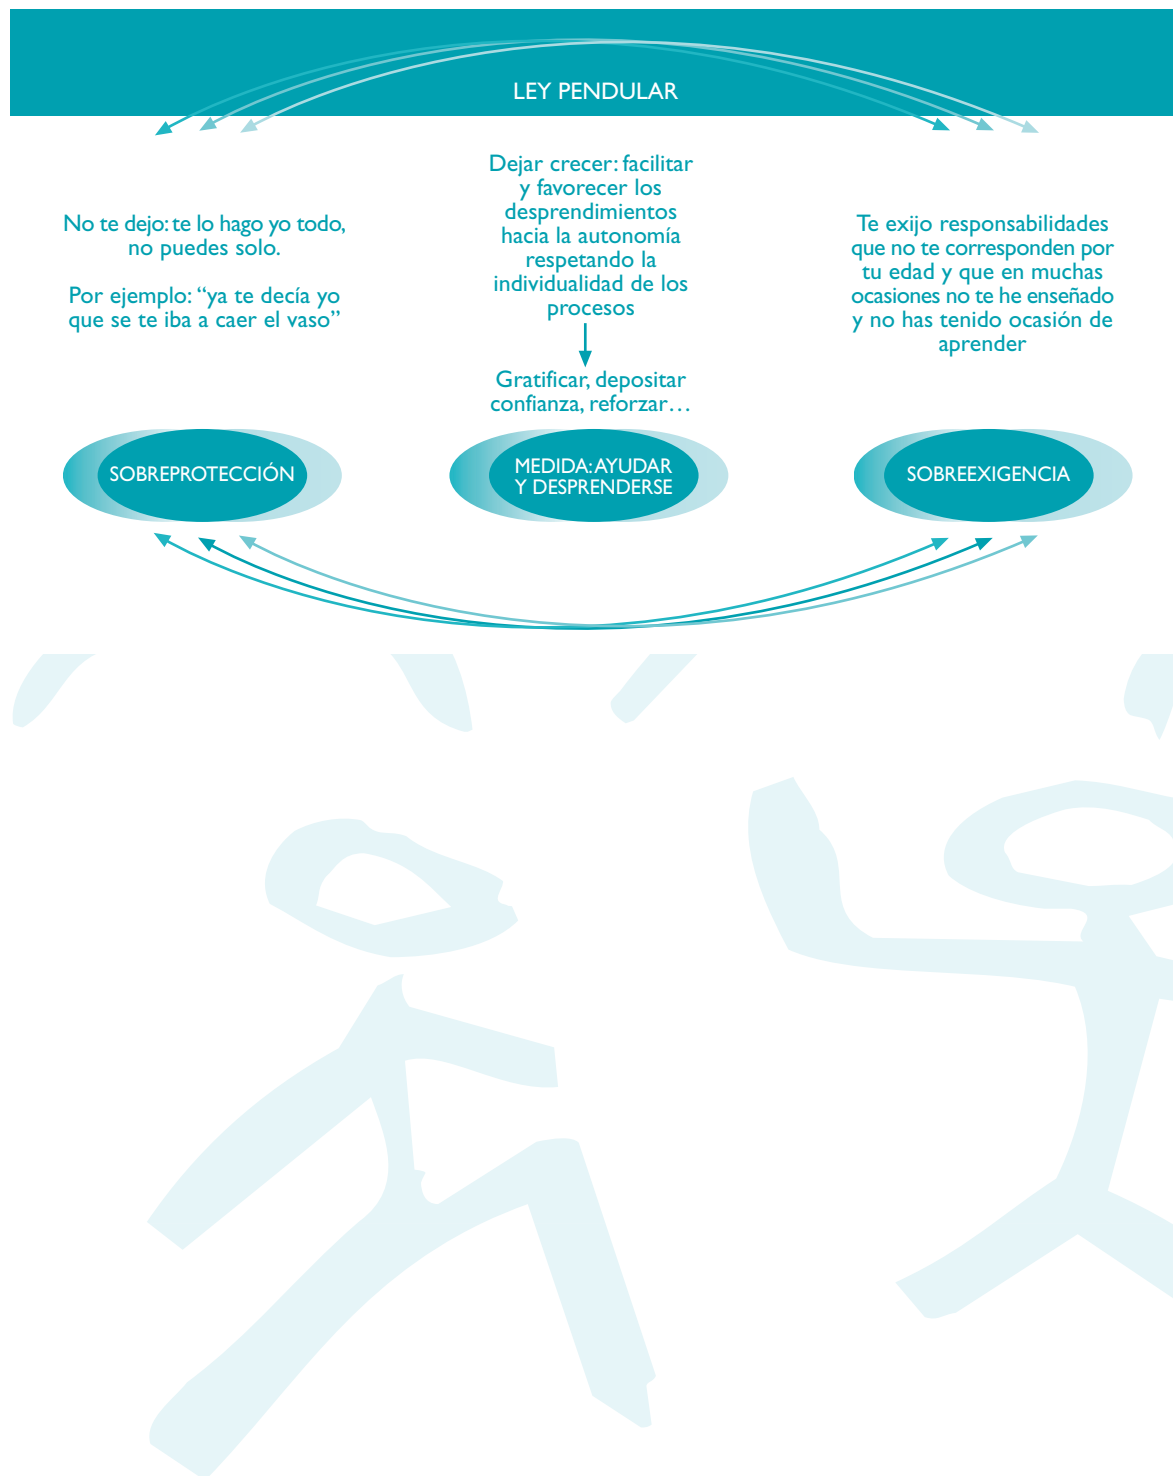 LEY PENDULAR
No te dejo: te lo hago yo todo,
no puedes solo.
Por ejemplo: “ya te decía yo
que se te iba a caer el vaso”
SOBREPROTECCIÓN
Dejar crecer: facilitar
y favorecer los
desprendimientos
hacia la autonomía
respetando la
individualidad de los
procesos
Gratificar, depositar
confianza, reforzar…
MEDIDA: AYUDAR
Y DESPRENDERSE
Te exijo responsabilidades
que no te corresponden por
tu edad y que en muchas
ocasiones no te he enseñado
y no has tenido ocasión de
aprender
SOBREEXIGENCIA